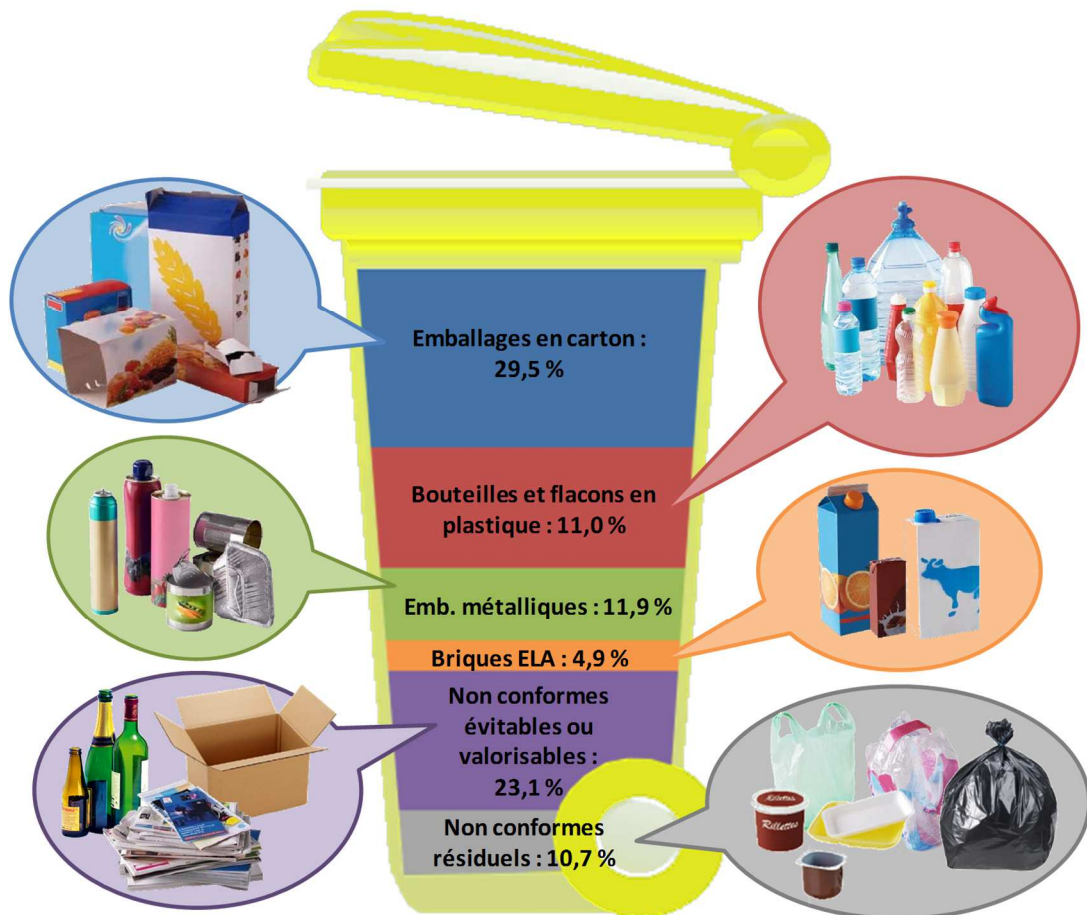 Emballages en carton :
29,5 %
Bouteilles et flacons en
plastique : 11,0 %
Emb. métalliques : 11,9 %
Briques ELA : 4,9 %
Non conformes
évitables ou
valorisables :
23,1 %
Non conformes
résiduels : 10,7 %
Rillettes
Rillettes